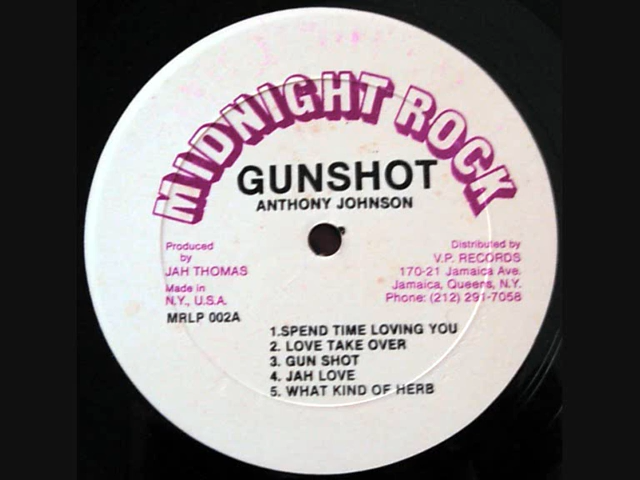 MIDNIGHT ROCK
GUNSHOT
ANTHONY JOHNSON
Produced
by
JAH THOMAS
Made in
N.Y., U.S.A.
MRLP 002A
Distributed by
V.P. RECORDS
170-21 Jamaica Ave.
Jamaica, Queens, N.Y.
Phone: (212) 291-7058
1.SPEND TIME LOVING YOU
2. LOVE TAKE OVER
3. GUN SHOT
4. JAH LOVE
5. WHAT KIND OF HERB